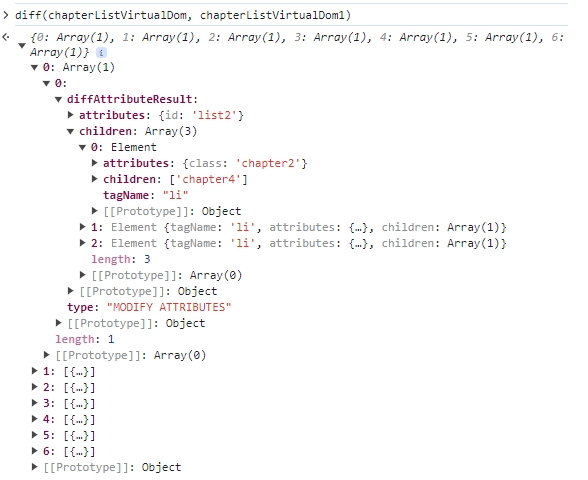 diff(chapterListVirtualDom, chapterListVirtualDom1)
{0: Array(1), 1: Array(1), 2: Array(1), 3: Array(1), 4: Array(1), 5: Array(1), 6:
Array(1)} i
0: Array(1)
0:
diffAttributeResult:
attributes: {id: 'list2'}
children: Array(3)
0: Element
attributes: {class: 'chapter2'}
children: ['chapter4']
tagName: "li"
[[Prototype]]: Object
1: Element {tagName: 'li', attributes: {…}, children: Array(1)}
2: Element {tagName: 'li', attributes: {…}, children: Array(1)}
length: 3
[[Prototype]]: Array(0)
[[Prototype]]: Object
type: "MODIFY ATTRIBUTES"
[[Prototype]]: Object
length: 1
[[Prototype]]: Array(0)
1: [{…}]
2: [{…}]
3: [{…}]
4: [{…}]
5: [{…}]
6: [{…}]
[[Prototype]]: Object